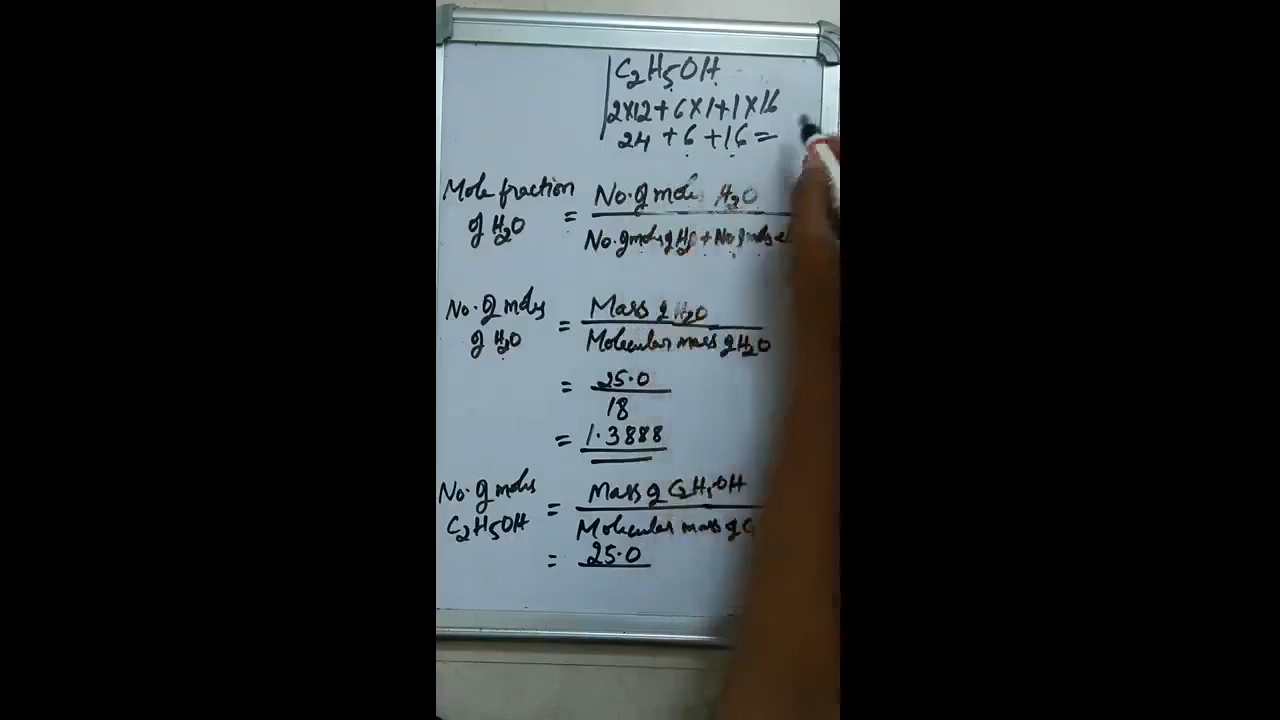 C2H5OH
2×12+6×1+1×16
24 +6 +16=
Mole fraction
of H2O
= No. of moles H2O
No. of moles of H2O + No of moles
No. of moles
of H2O
= Mass of H2O
Molecular mass of H2O
= 25.0
18
= 1.3888
No. of moles
C2H5OH
= Mass of C2H5OH
Molecular mass of C
= 25.0